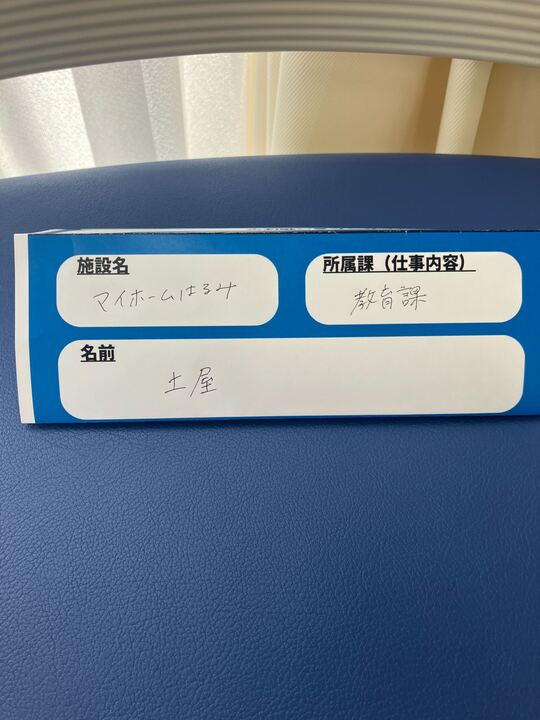 施設名
マイホームはるみ
所属課（仕事内容）
教育課
名前
土屋